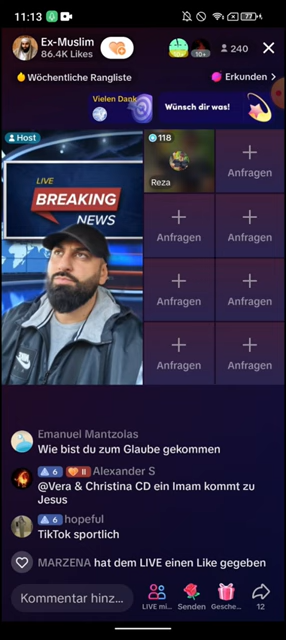 11:13
77
Ex-Muslim
86.4K Likes
10+
240
Wöchentliche Rangliste
Erkunden >
Vielen Dank
Wünsch dir was!
Host
118
LIVE
BREAKING
NEWS
Reza
Anfragen
Anfragen
Anfragen
Anfragen
Anfragen
Anfragen
Anfragen
Emanuel Mantzolas
Wie bist du zum Glaube gekommen
6 II Alexander S
@Vera & Christina CD ein Imam kommt zu
Jesus
6 hopeful
TikTok sportlich
MARZENA hat dem LIVE einen Like gegeben
Kommentar hinz...
LIVE mi...
Senden
Gesche...
12